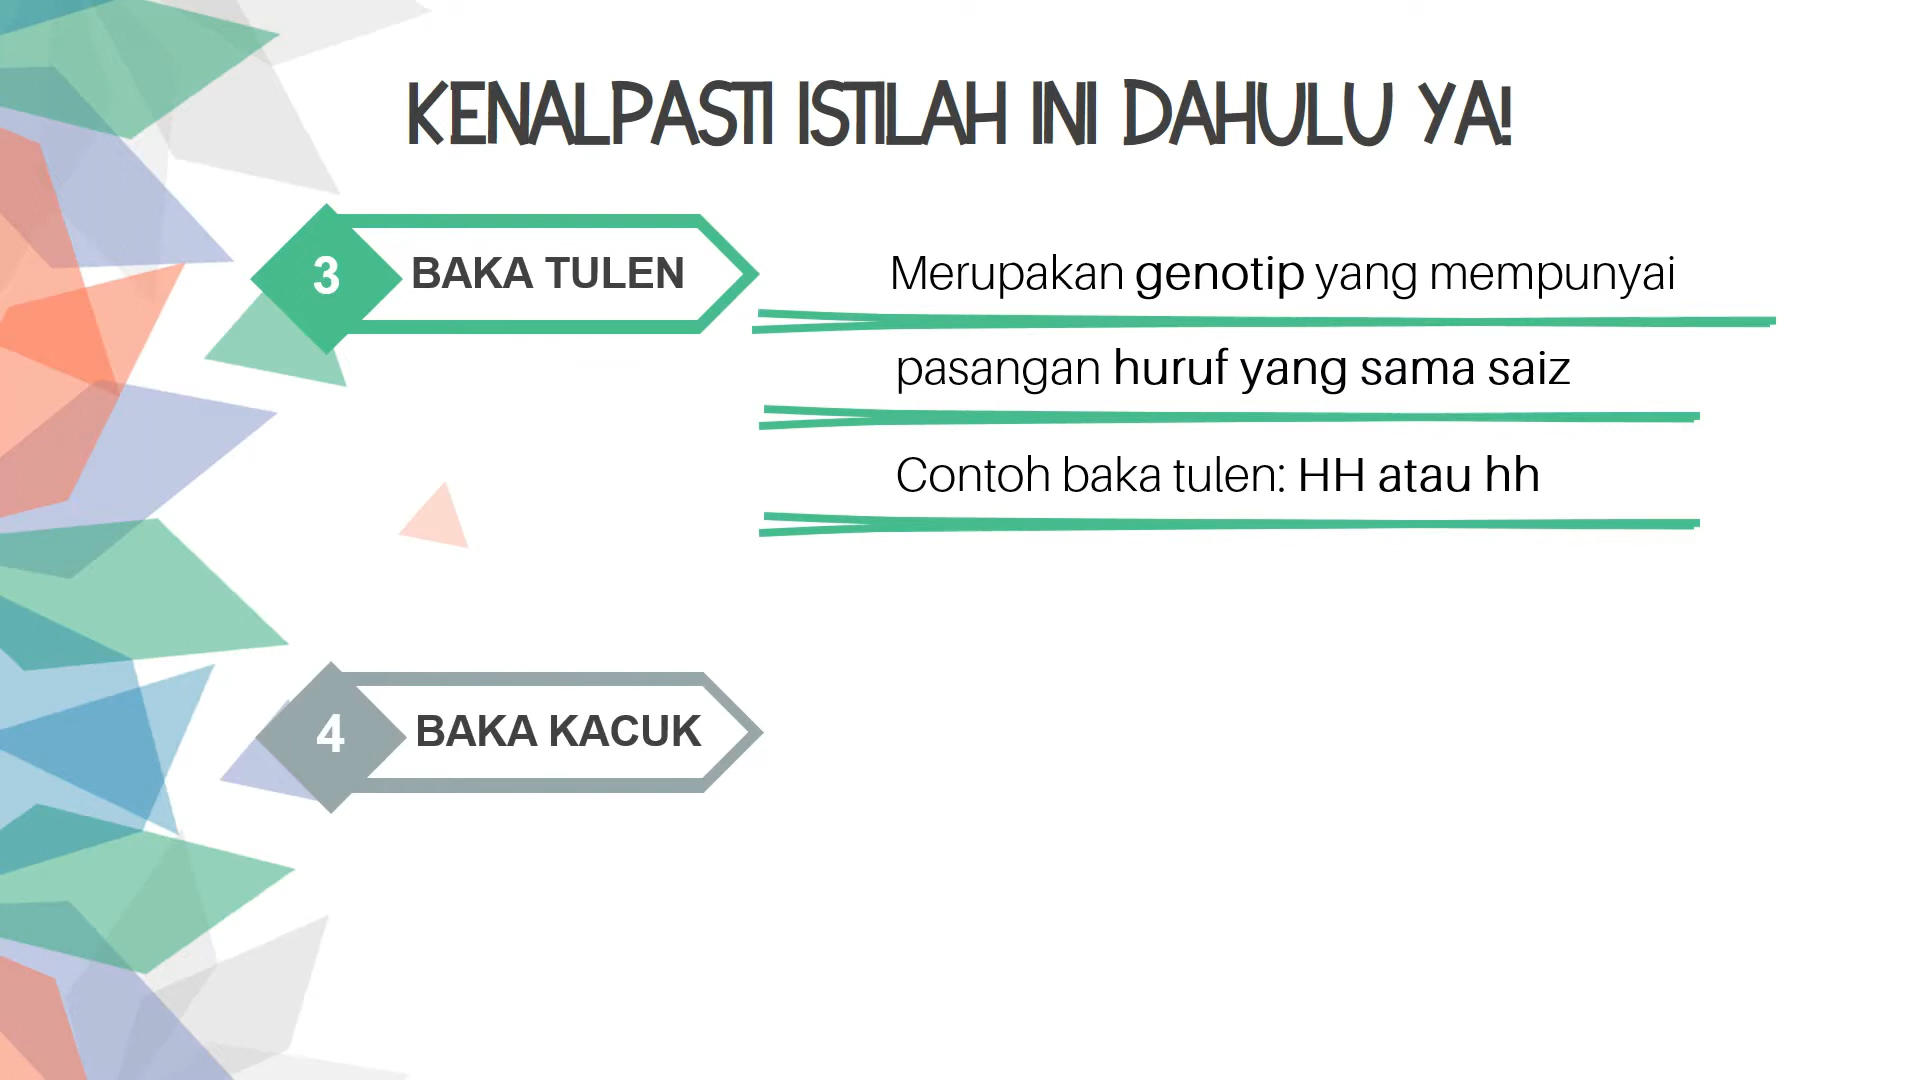 KENALPASTI ISTILAH INI DAHULU YA!
3
BAKA TULEN
Merupakan genotip yang mempunyai
pasangan huruf yang sama saiz
Contoh baka tulen: HH atau hh
4
BAKA KACUK